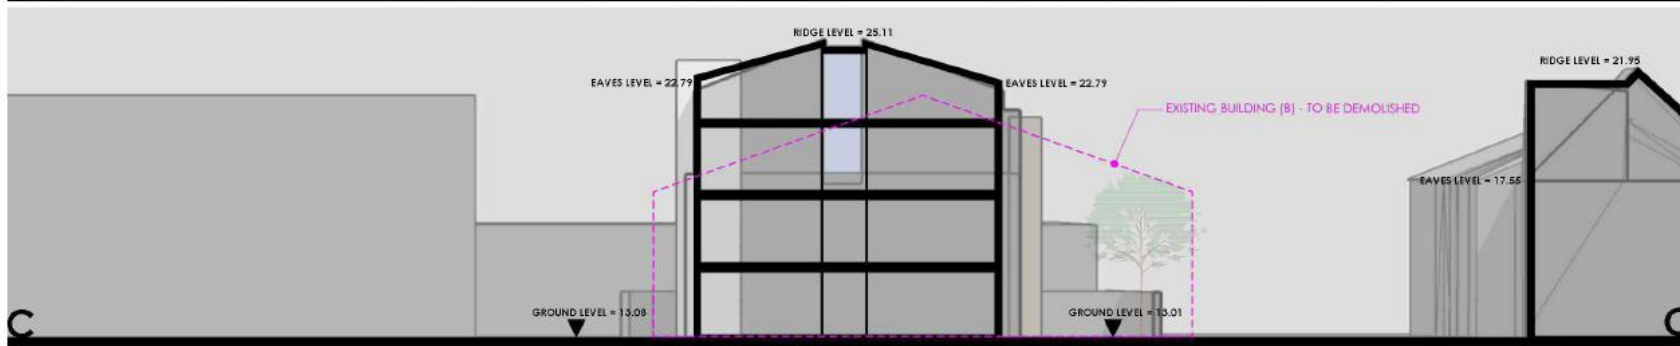 RIDGE LEVEL = 25.11
RIDGE LEVEL = 21.95
EAVES LEVEL = 22.79
EAVES LEVEL = 22.79
EXISTING BUILDING (B) - TO BE DEMOLISHED
EAVES LEVEL = 17.55
GROUND LEVEL = 13.08
GROUND LEVEL = 13.01
C
C